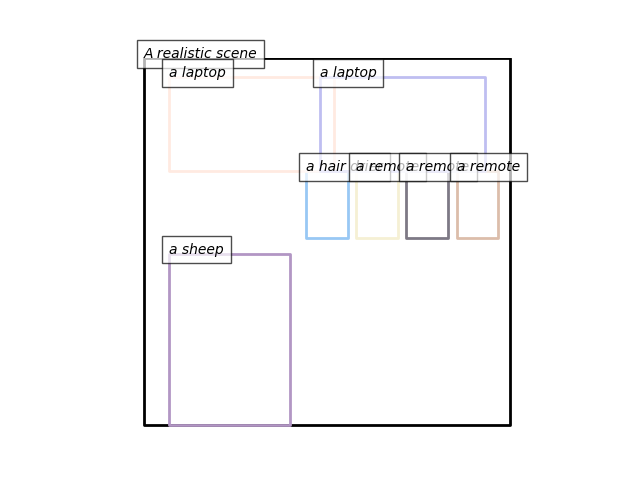 A realistic scene
a laptop
a laptop
a hair drier
a remote
a remote
a remote
a sheep